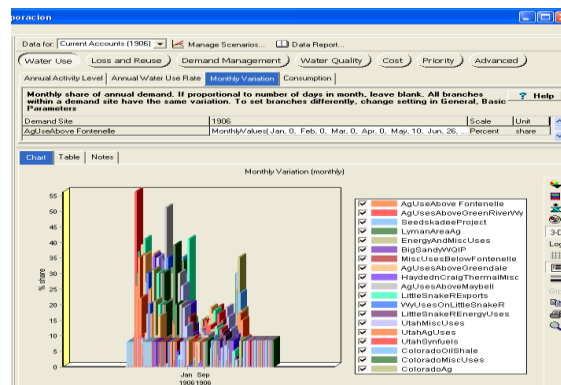 poracion
Data for: Current Accounts (1906) Manage Scenarios... Data Report...
Water Use Loss and Reuse Demand Management Water Quality Cost Priority Advanced
Annual Activity Level Annual Water Use Rate Monthly Variation Consumption
Monthly share of annual demand. If proportional to number of days in month, leave blank. All branches
within a demand site have the same variation. To set branches differently, change setting in General, Basic
Parameters
? Help
Demand Site 1906 Scale Unit
AgUseAbove Fontenelle MonthlyValues( Jan, 0, Feb, 0, Mar, 0, Apr, 0, May, 10, Jun, 26, ... Percent share
Chart Table Notes
Monthly Variation (monthly)
% share
55
50
45
40
35
30
25
20
15
10
5
0
Jan Sep
1906 1906
AgUseAbove Fontenelle
AgUsesAboveGreenRiverWy
SeedskadeeProject
LymanAreaAg
EnergyAndMiscUses
BigSandyWQIP
MiscUsesBelowFontenelle
AgUsesAboveGreendale
HaydednCraigThermalMisc
AgUsesAboveMaybell
LittleSnakeRExports
WyUsesOnLittleSnakeR
LittleSnakeREnergyUses
UtahMiscUses
UtahAgUses
UtahSynfuels
ColoradoOilShale
ColoradoMiscUses
ColoradoAg
3-D
Log